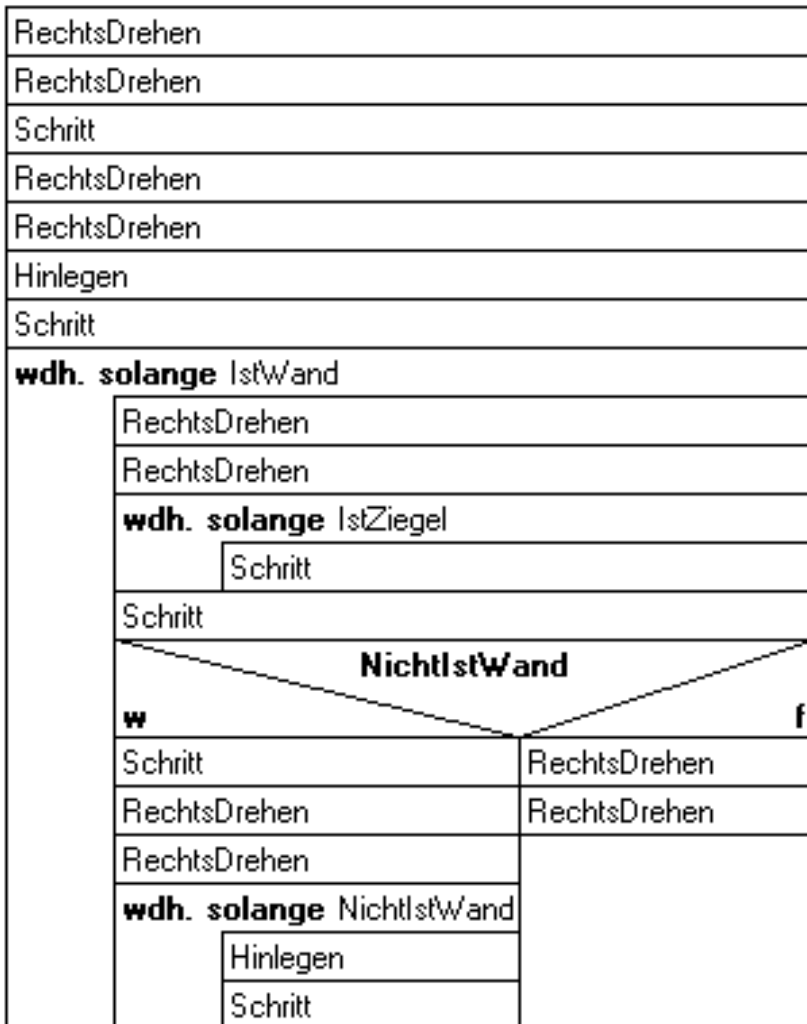 RechtsDrehen
RechtsDrehen
Schritt
RechtsDrehen
RechtsDrehen
Hinlegen
Schritt
wdh. solange IstWand
RechtsDrehen
RechtsDrehen
wdh. solange IstZiegel
Schritt
Schritt
NichtIstWand
w f
Schritt RechtsDrehen
RechtsDrehen RechtsDrehen
RechtsDrehen
wdh. solange NichtIstWand
Hinlegen
Schritt